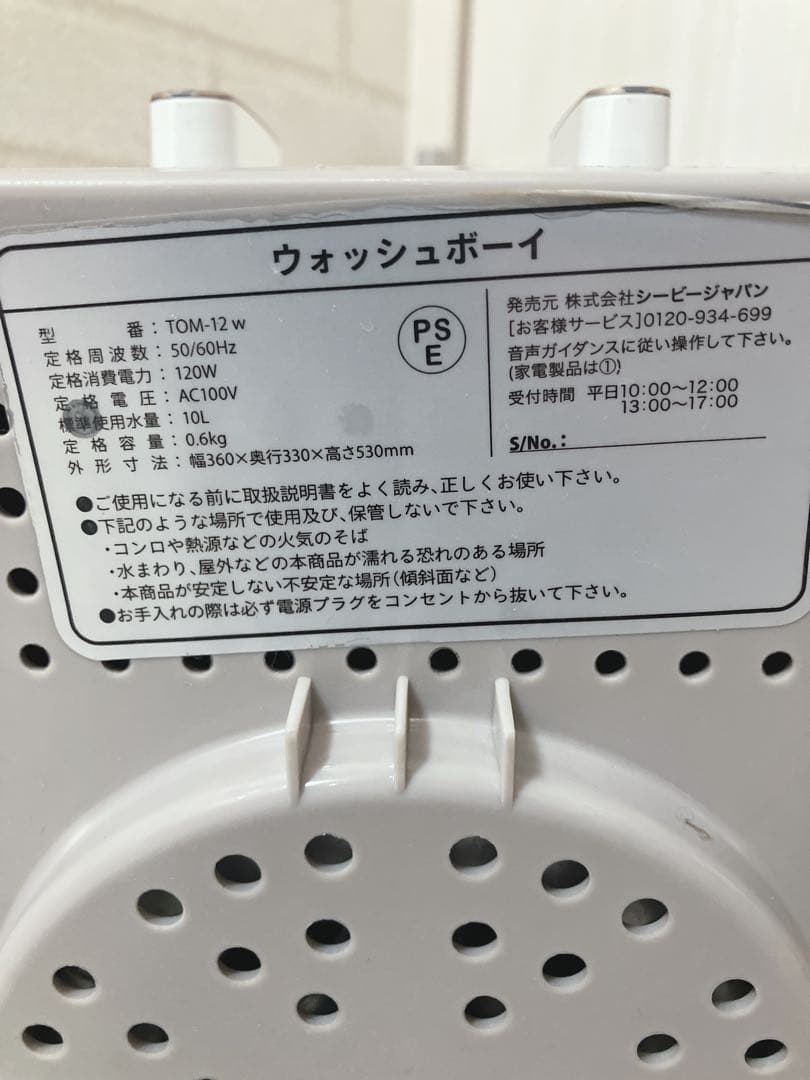 ウォッシュボーイ
型番：TOM-12 w
定格周波数：50/60Hz
定格消費電力：120W
定格電圧：AC100V
標準使用水量：10L
定格容量：0.6kg
外形寸法：幅360×奥行330×高さ530mm
PS
E
発売元 株式会社シービージャパン
[お客様サービス]0120-934-699
音声ガイダンスに従い操作して下さい。
(家電製品は①)
受付時間 平日10:00〜12:00
13:00〜17:00
S/No.：
●ご使用になる前に取扱説明書をよく読み、正しくお使い下さい。
●下記のような場所で使用及び、保管しないで下さい。
・コンロや熱源などの火気のそば
・水まわり、屋外などの本商品が濡れる恐れのある場所
・本商品が安定しない不安定な場所（傾斜面など）
●お手入れの際は必ず電源プラグをコンセントから抜いて下さい。